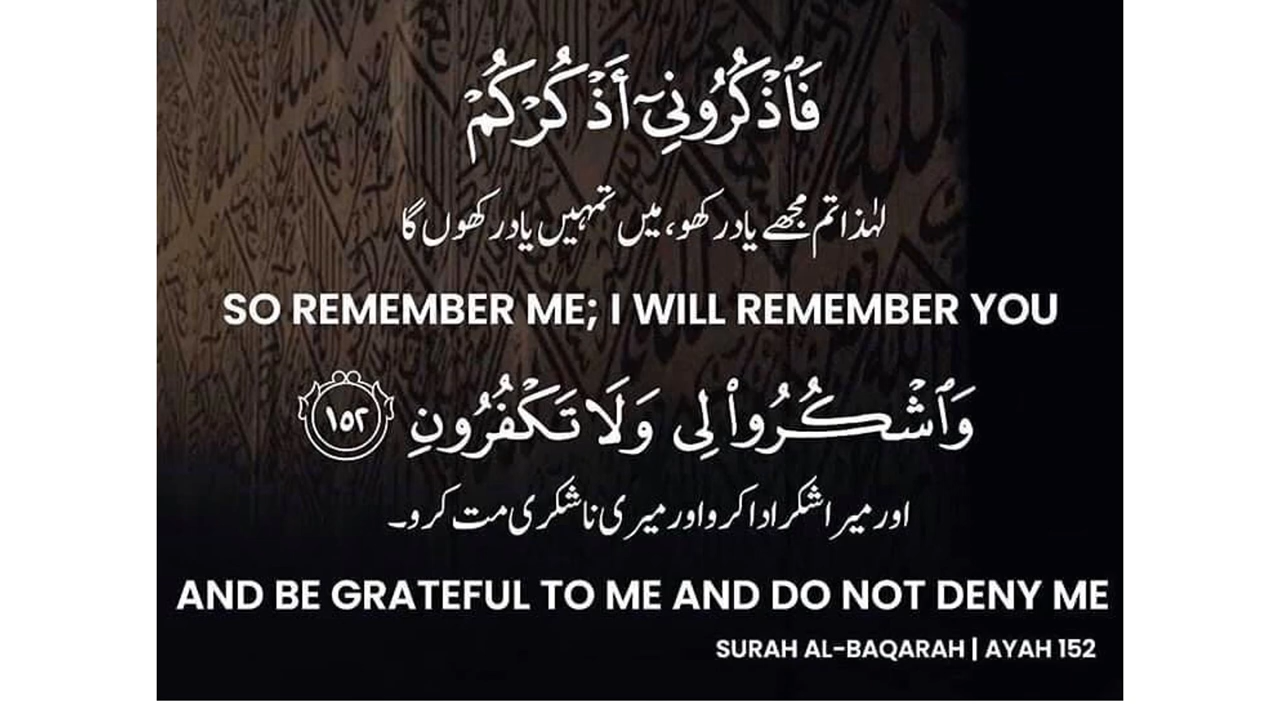 فَٱذْكُرُونِىٓ أَذْكُرْكُمْ
لہٰذا تم مجھے یاد رکھو، میں تمہیں یاد رکھوں گا
SO REMEMBER ME; I WILL REMEMBER YOU
وَٱشْكُرُوا۟ لِى وَلَا تَكْفُرُونِ ١٥٢
اور میرا شکر ادا کرو اور میری ناشکری مت کرو۔
AND BE GRATEFUL TO ME AND DO NOT DENY ME
SURAH AL-BAQARAH | AYAH 152